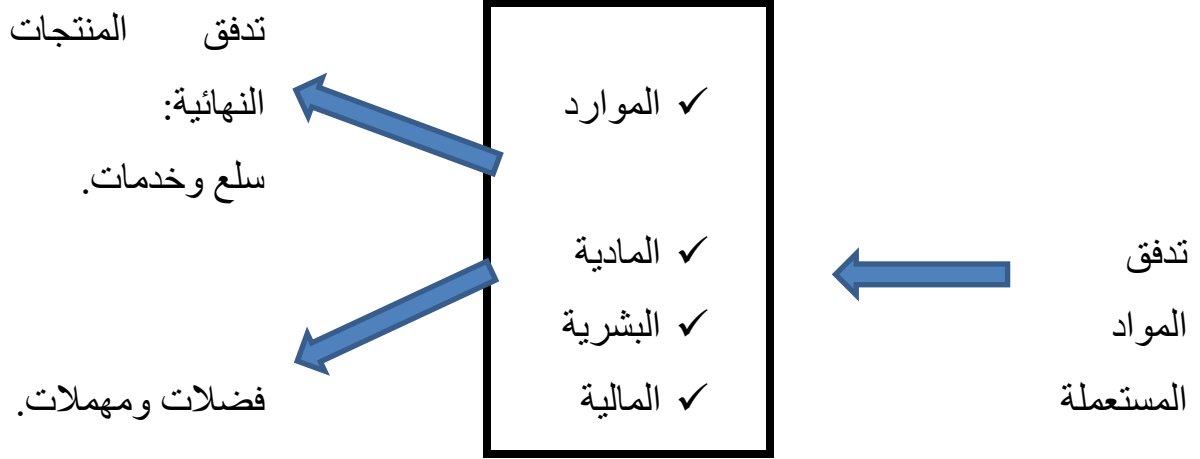 تدفق
المواد
المستعملة
✓ الموارد
✓ المادية
✓ البشرية
✓ المالية
تدفق المنتجات
النهائية:
سلع وخدمات.
فضلات ومهملات.